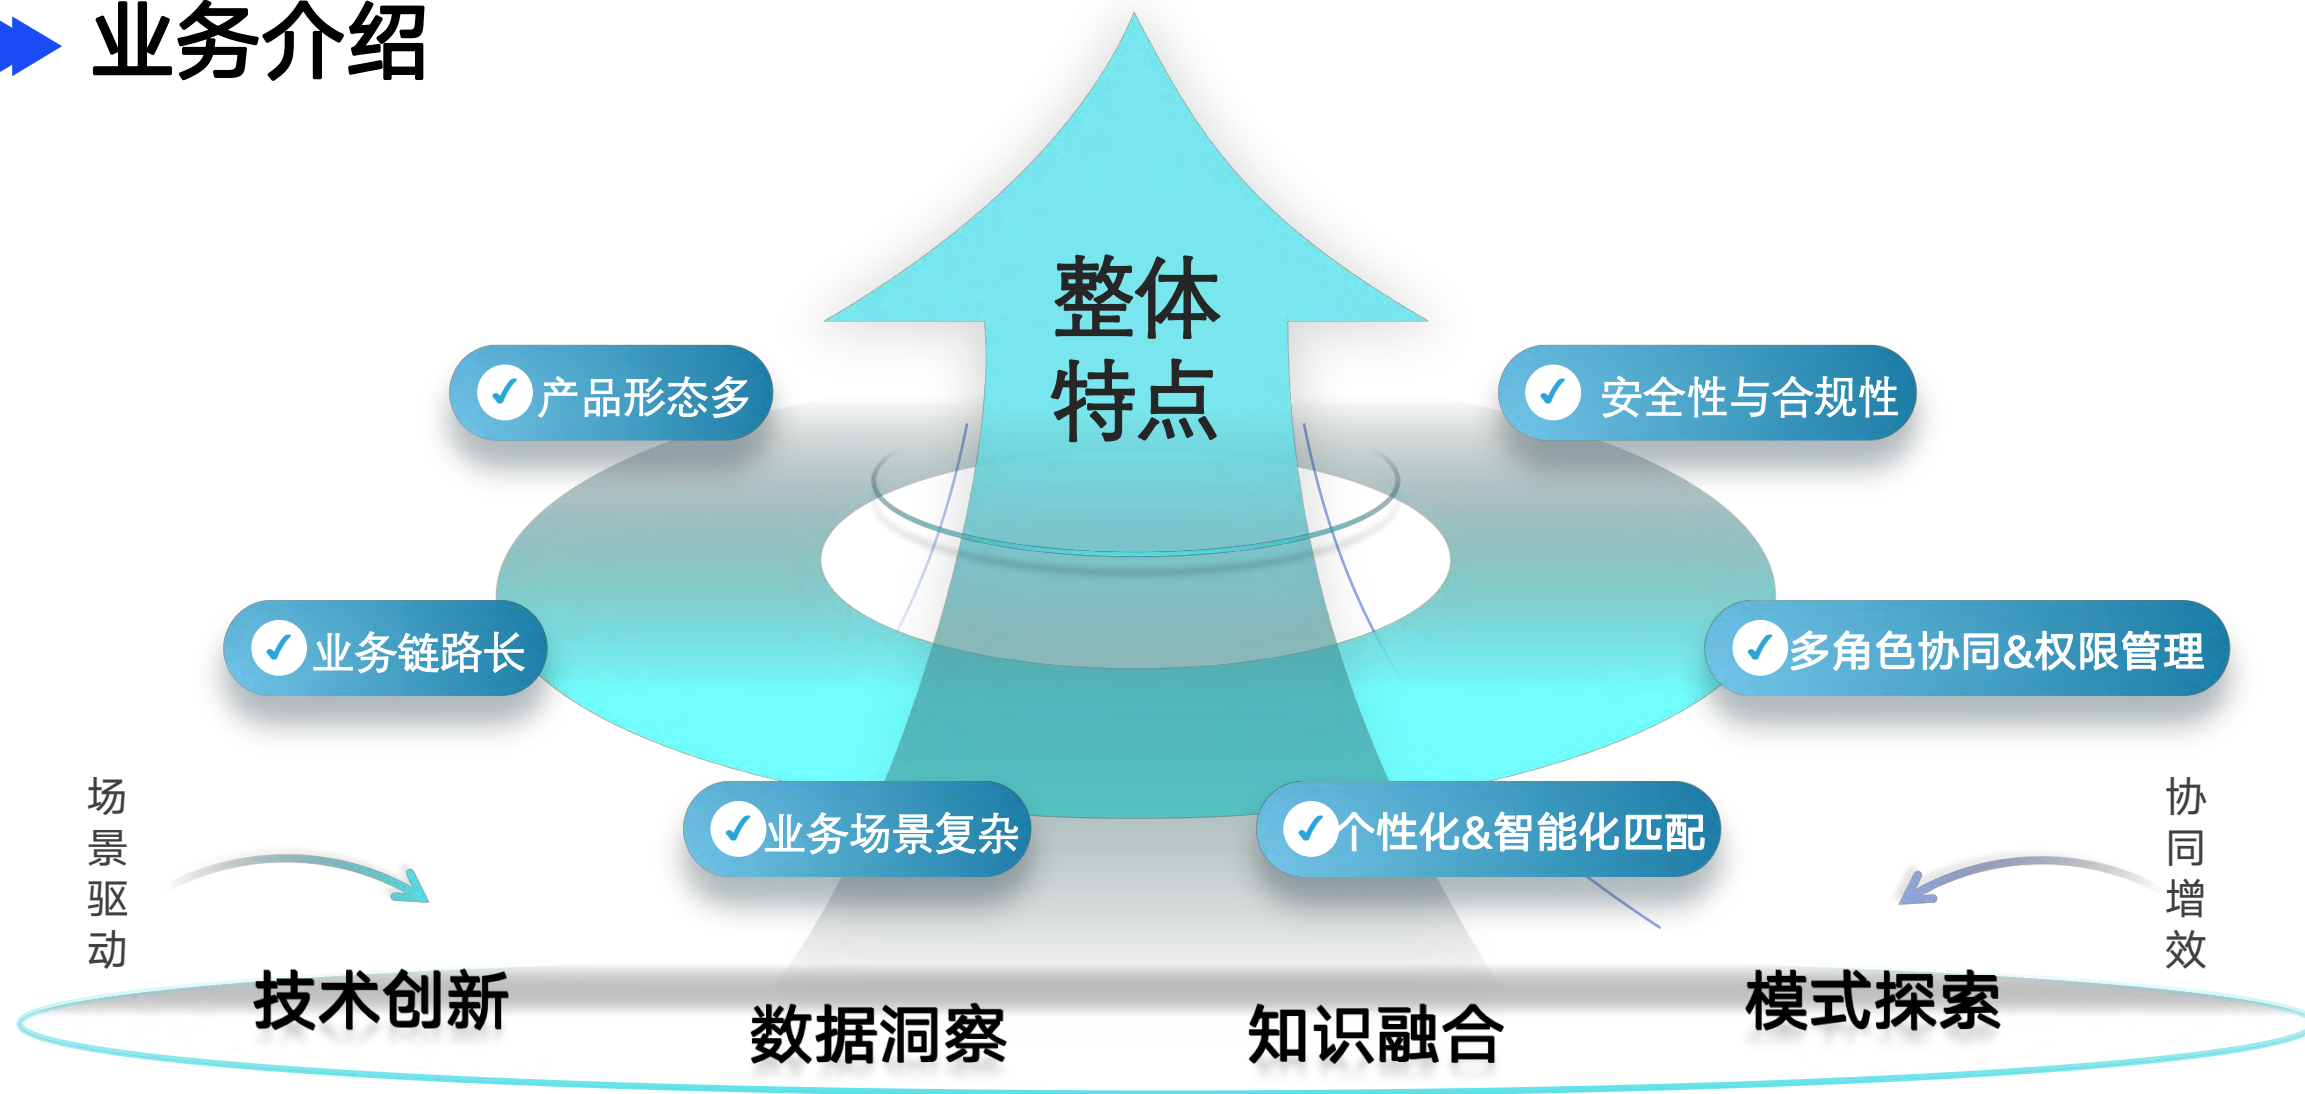 业务介绍
整体
特点
产品形态多
安全性与合规性
业务链路长
多角色协同&权限管理
业务场景复杂
个性化&智能化匹配
场景驱动
协同增效
技术创新
数据洞察
知识融合
模式探索